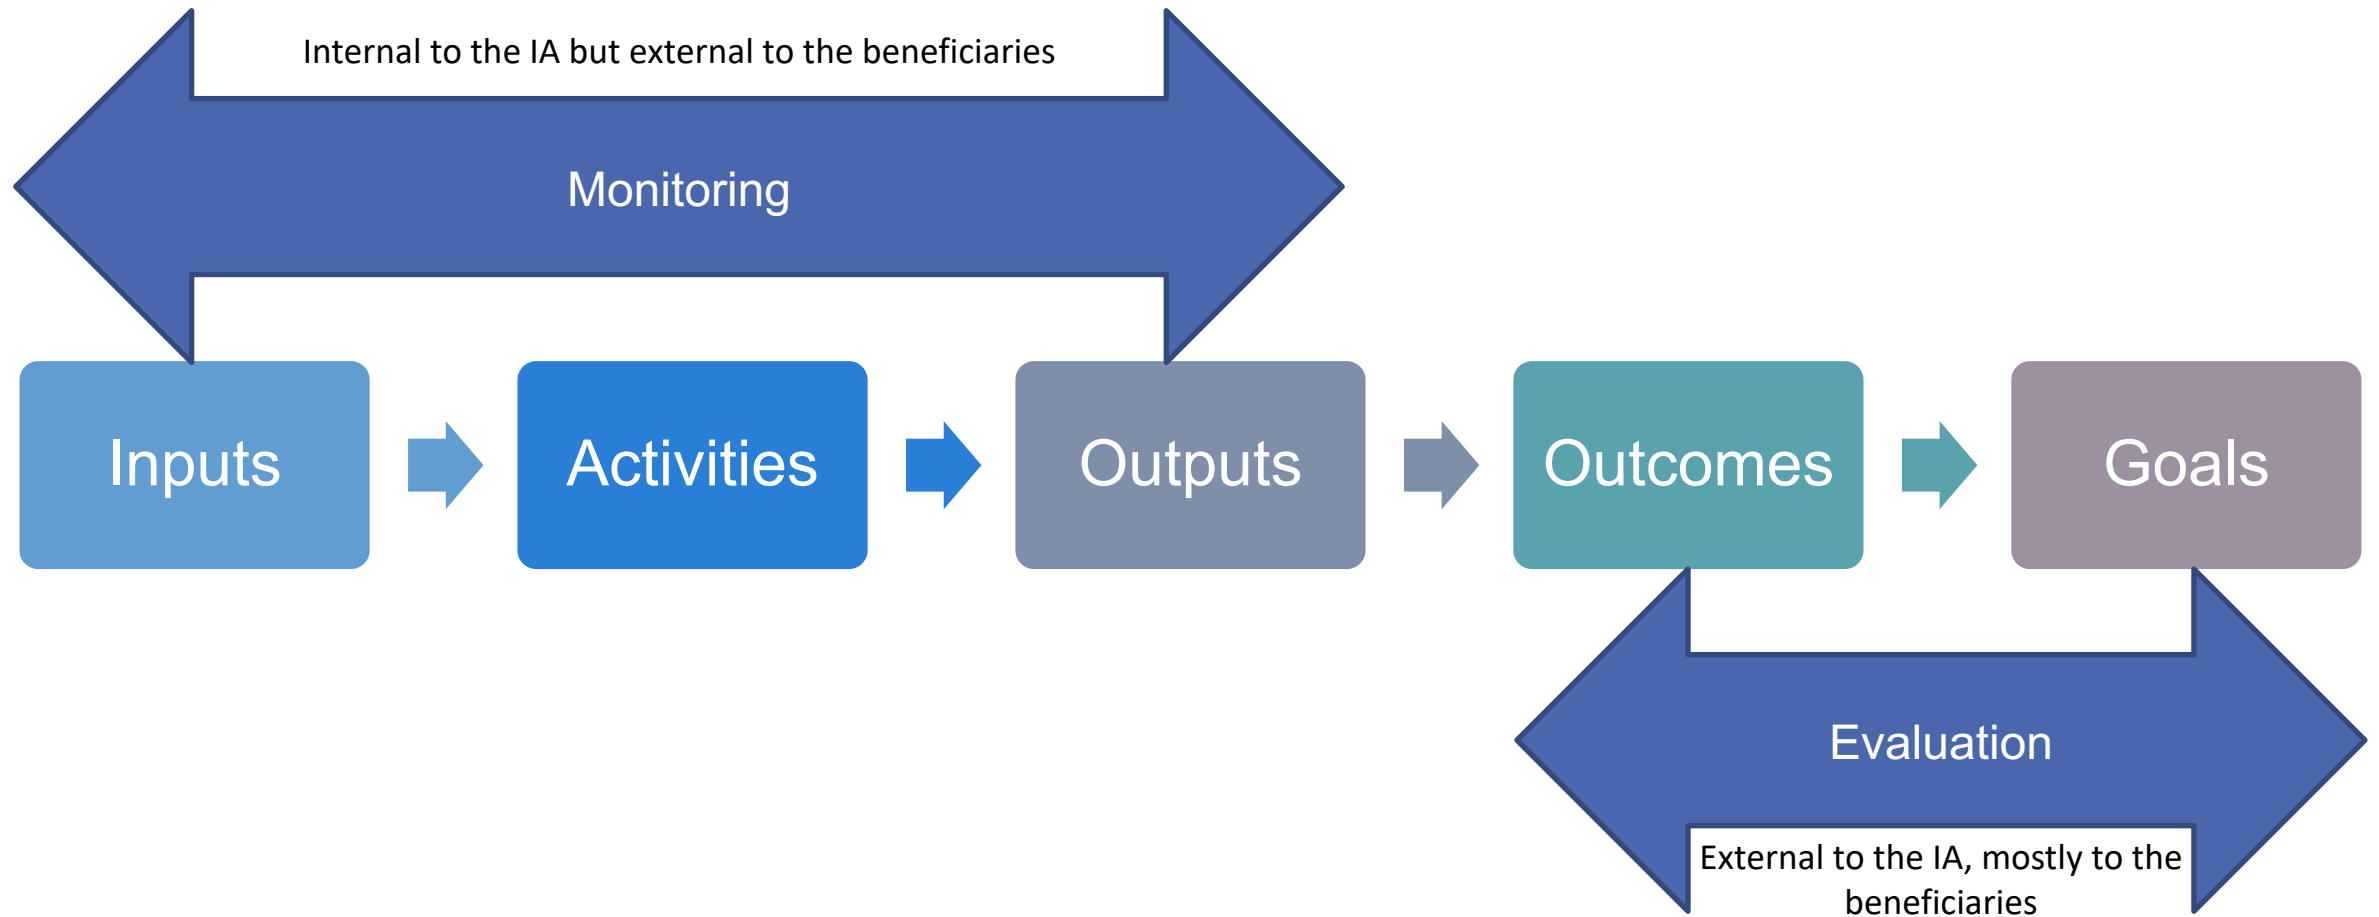 Internal to the IA but external to the beneficiaries
Monitoring
Inputs
Activities
Outputs
Outcomes
Goals
Evaluation
External to the IA, mostly to the
beneficiaries